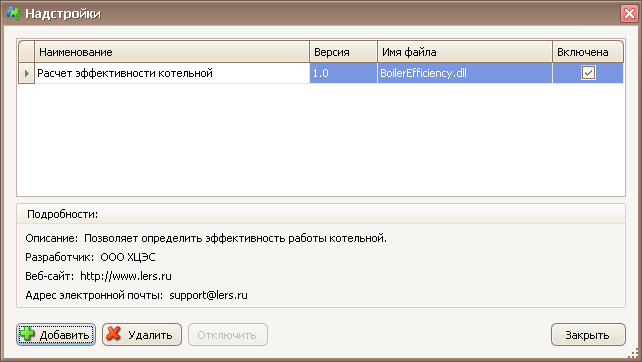 Надстройки
Наименование Версия Имя файла Включена
Расчет эффективности котельной 1.0 BoilerEfficiency.dll
Подробности:
Описание: Позволяет определить эффективность работы котельной.
Разработчик: ООО ХЦЭС
Веб-сайт: http://www.lers.ru
Адрес электронной почты: support@lers.ru
Добавить Удалить Отключить Закрыть